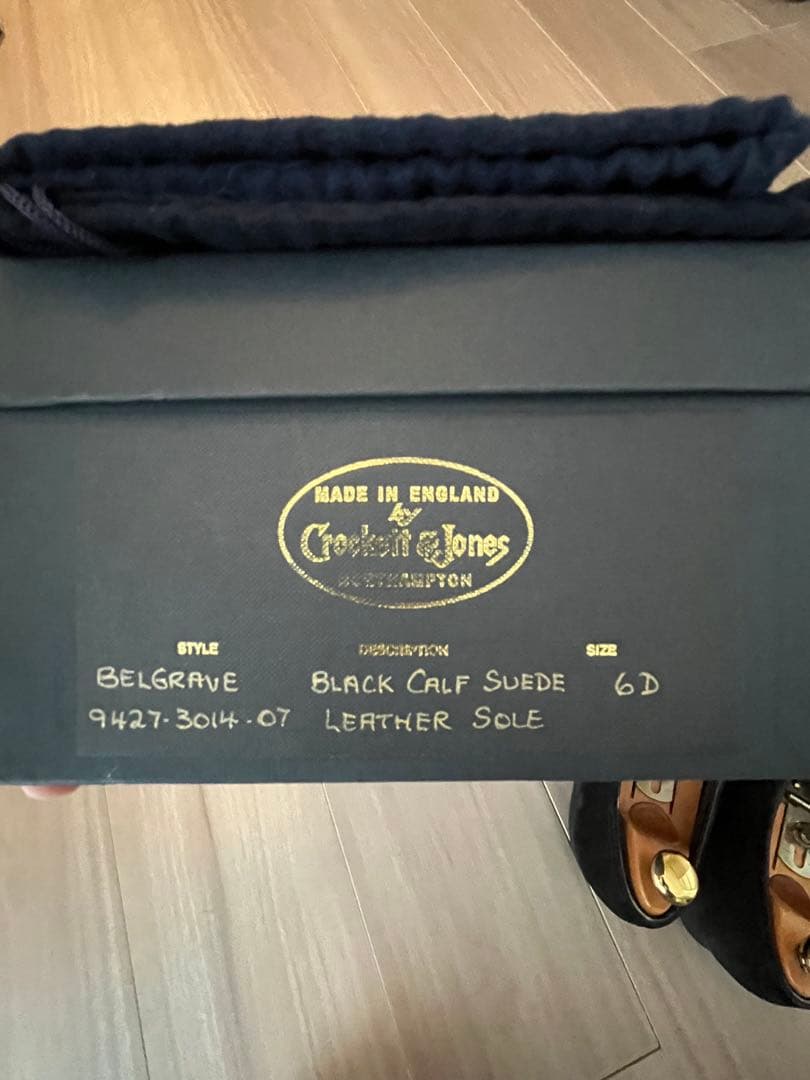 MADE IN ENGLAND
by
Crockett & Jones
NORTHAMPTON
STYLE DESCRIPTION SIZE
BELGRAVE BLACK CALF SUEDE 6D
9427-3014-07 LEATHER SOLE